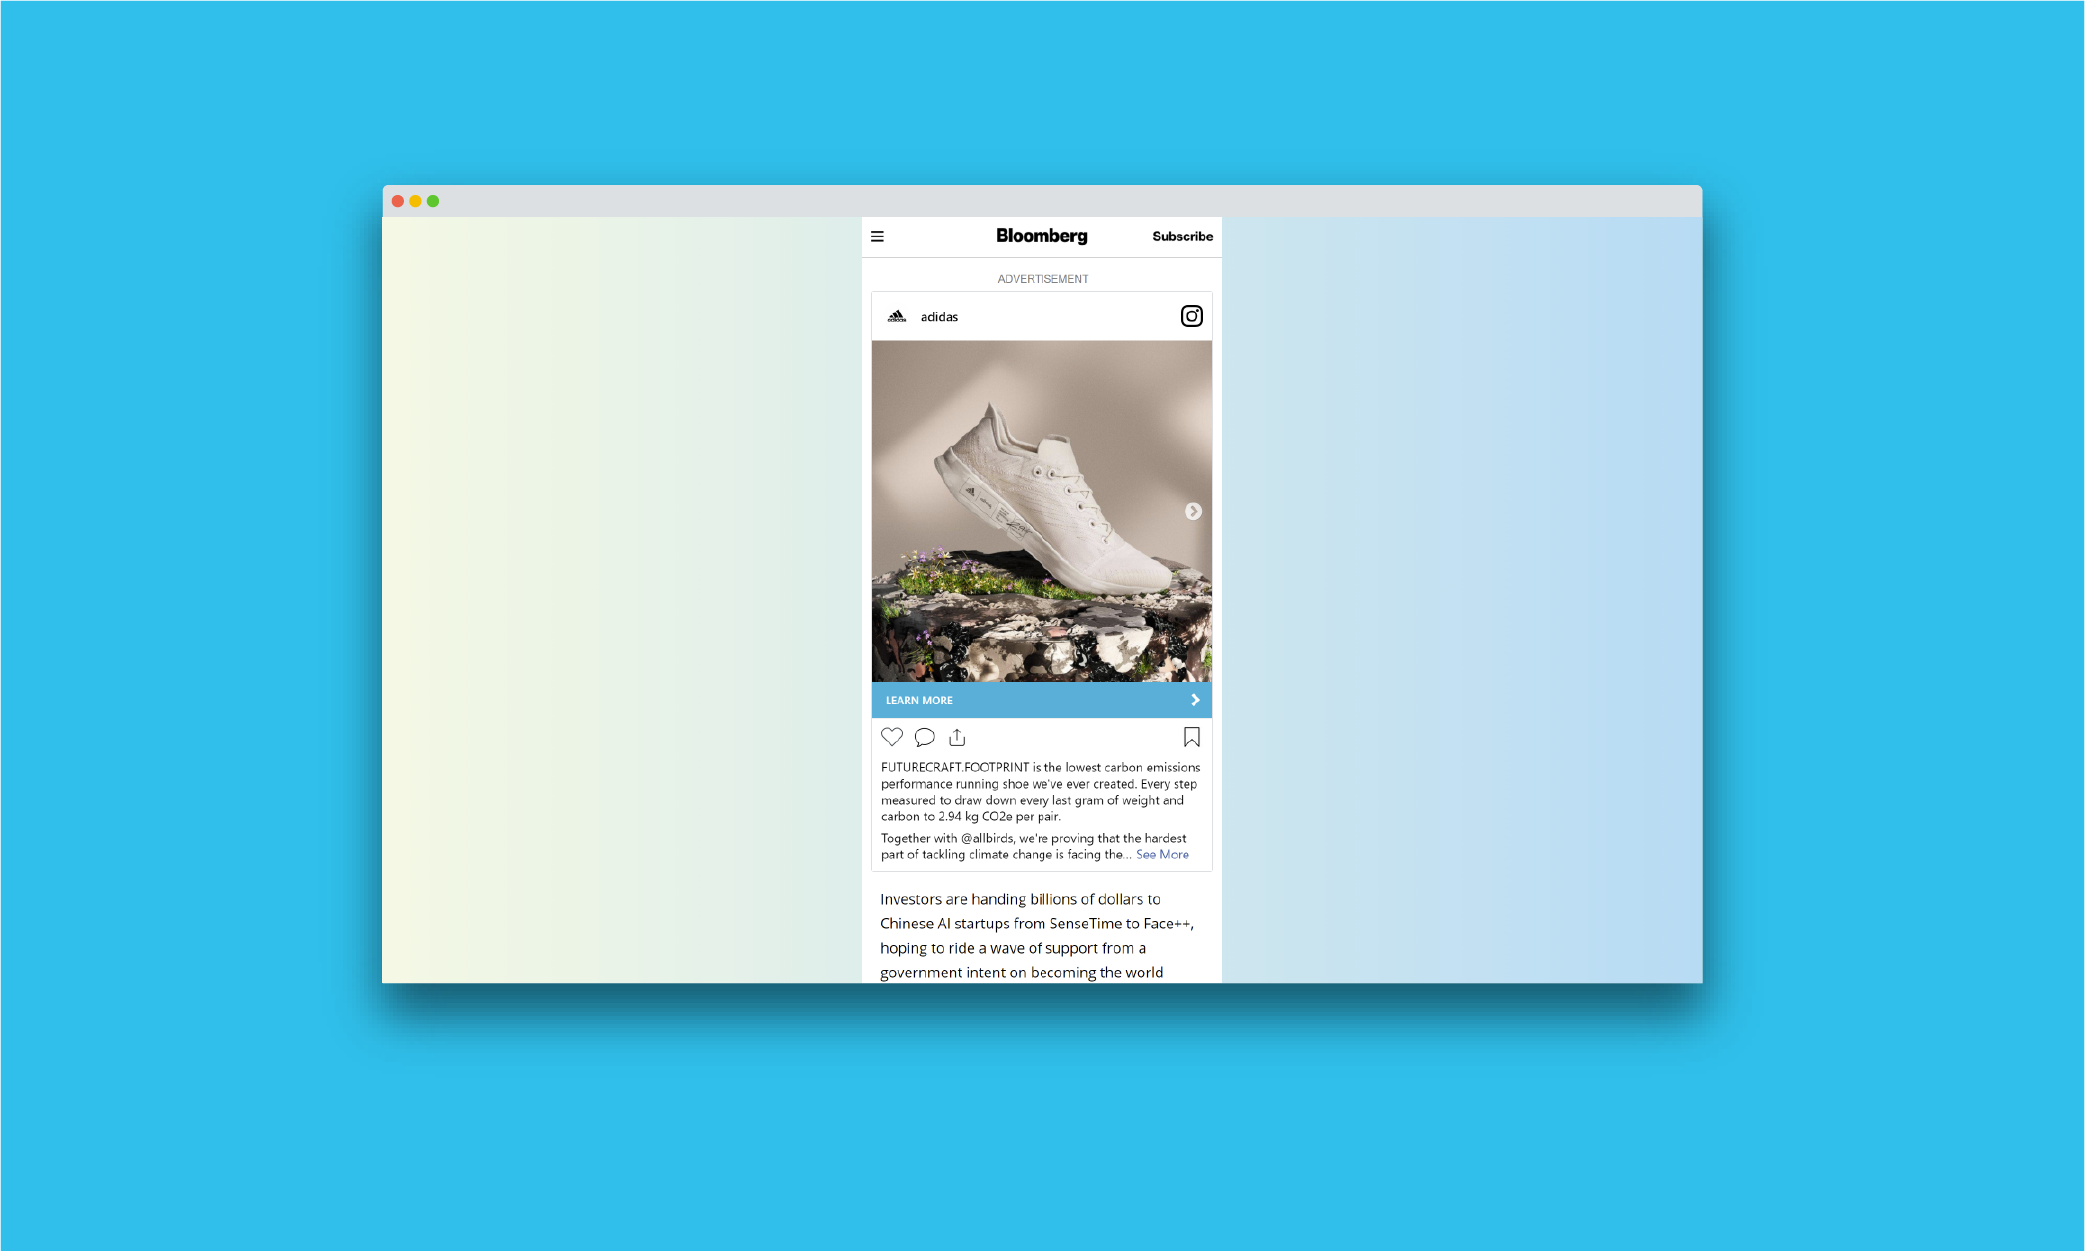 Bloomberg
Subscribe
ADVERTISEMENT
adidas
LEARN MORE
FUTURECRAFT.FOOTPRINT is the lowest carbon emissions
performance running shoe we've ever created. Every step
measured to draw down every last gram of weight and
carbon to 2.94 kg CO2e per pair.
Together with @allbirds, we're proving that the hardest
part of tackling climate change is facing the... See More
Investors are handing billions of dollars to
Chinese AI startups from SenseTime to Face++,
hoping to ride a wave of support from a
government intent on becoming the world